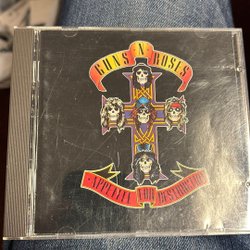 GUNS N' ROSES
APPETITE FOR DESTRUCTION